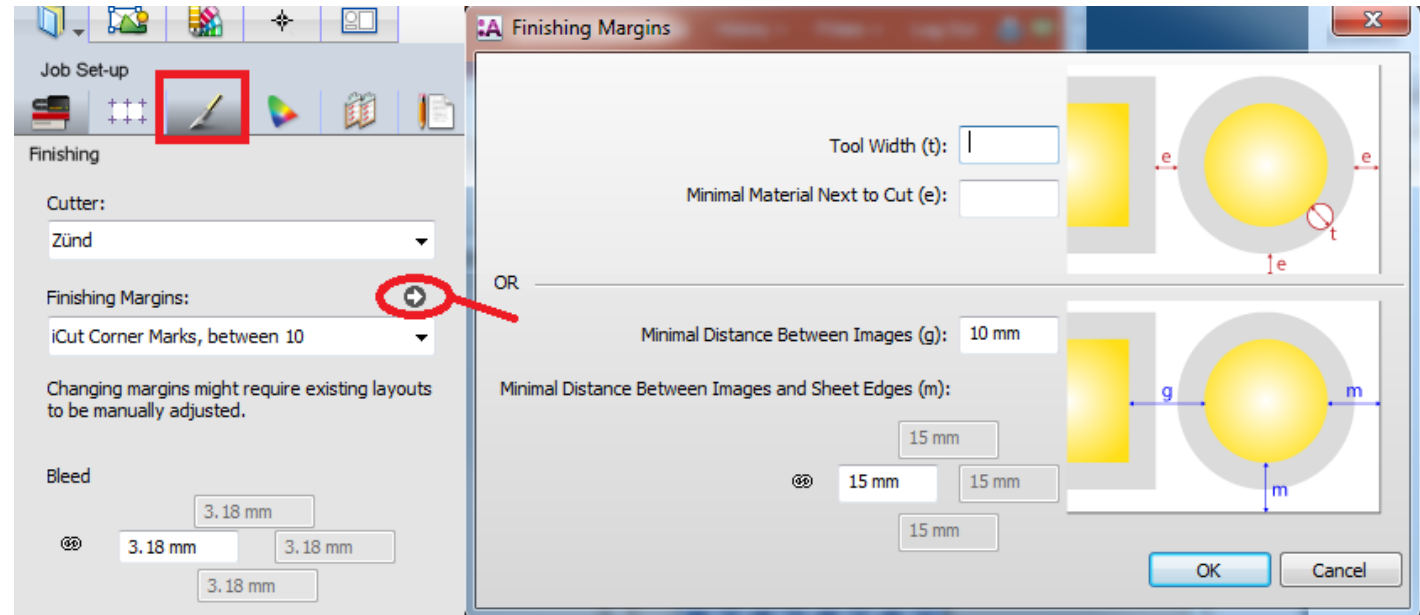 Job Set-up
Finishing
Cutter:
Zünd
Finishing Margins:
iCut Corner Marks, between 10
Changing margins might require existing layouts
to be manually adjusted.
Bleed
3.18 mm
3.18 mm 3.18 mm
3.18 mm
:A Finishing Margins
Tool Width (t):
Minimal Material Next to Cut (e):
e e
t
e
OR
Minimal Distance Between Images (g): 10 mm
Minimal Distance Between Images and Sheet Edges (m):
15 mm
15 mm 15 mm
15 mm
g m
m
OK Cancel